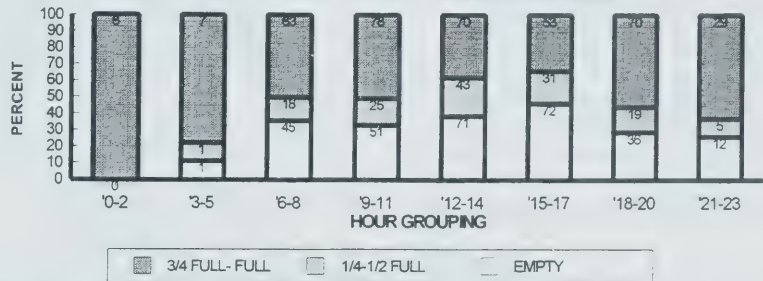 100 7 63 78 70 53 70 29
90
80
70
60
50 18 25 43 31 19
40 45 51 71 72 36 5
30 12
20 1
10 1
0 0
PERCENT
'0-2 '3-5 '6-8 '9-11 '12-14 '15-17 '18-20 '21-23
HOUR GROUPING
3/4 FULL- FULL 1/4-1/2 FULL EMPTY